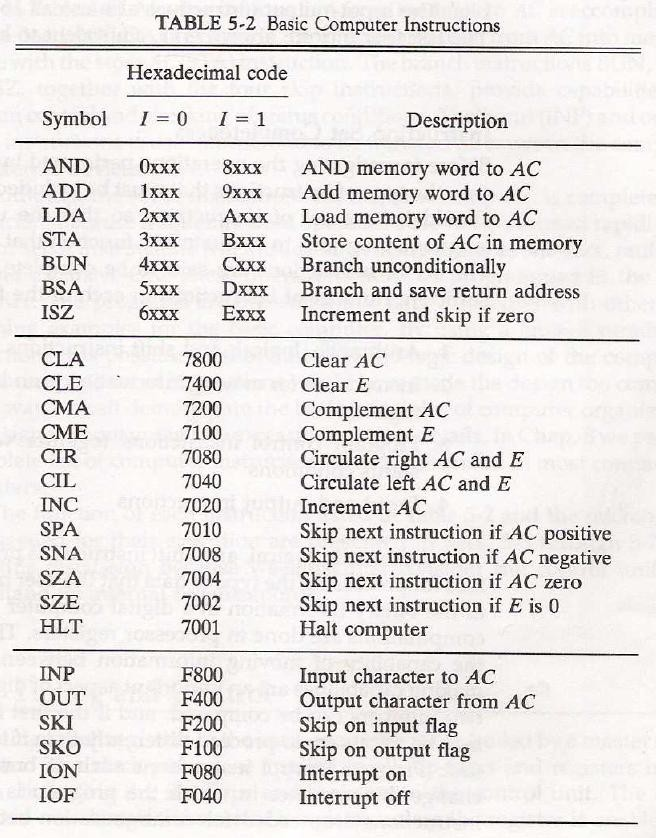 TABLE 5-2 Basic Computer Instructions
Hexadecimal code
Symbol I = 0 I = 1 Description
AND 0xxx 8xxx AND memory word to AC
ADD 1xxx 9xxx Add memory word to AC
LDA 2xxx Axxx Load memory word to AC
STA 3xxx Bxxx Store content of AC in memory
BUN 4xxx Cxxx Branch unconditionally
BSA 5xxx Dxxx Branch and save return address
ISZ 6xxx Exxx Increment and skip if zero
CLA 7800 Clear AC
CLE 7400 Clear E
CMA 7200 Complement AC
CME 7100 Complement E
CIR 7080 Circulate right AC and E
CIL 7040 Circulate left AC and E
INC 7020 Increment AC
SPA 7010 Skip next instruction if AC positive
SNA 7008 Skip next instruction if AC negative
SZA 7004 Skip next instruction if AC zero
SZE 7002 Skip next instruction if E is 0
HLT 7001 Halt computer
INP F800 Input character to AC
OUT F400 Output character from AC
SKI F200 Skip on input flag
SKO F100 Skip on output flag
ION F080 Interrupt on
IOF F040 Interrupt off